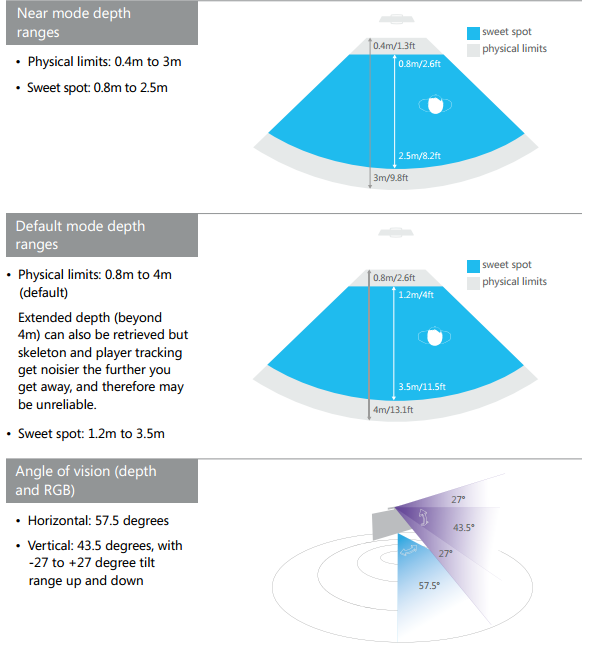 Near mode depth
ranges
• Physical limits: 0.4m to 3m
• Sweet spot: 0.8m to 2.5m
0.4m/1.3ft
0.8m/2.6ft
2.5m/8.2ft
3m/9.8ft
sweet spot
physical limits
Default mode depth
ranges
• Physical limits: 0.8m to 4m
(default)
Extended depth (beyond
4m) can also be retrieved but
skeleton and player tracking
get noisier the further you
get away, and therefore may
be unreliable.
• Sweet spot: 1.2m to 3.5m
0.8m/2.6ft
1.2m/4ft
3.5m/11.5ft
4m/13.1ft
sweet spot
physical limits
Angle of vision (depth
and RGB)
• Horizontal: 57.5 degrees
• Vertical: 43.5 degrees, with
-27 to +27 degree tilt
range up and down
27°
43.5°
27°
57.5°